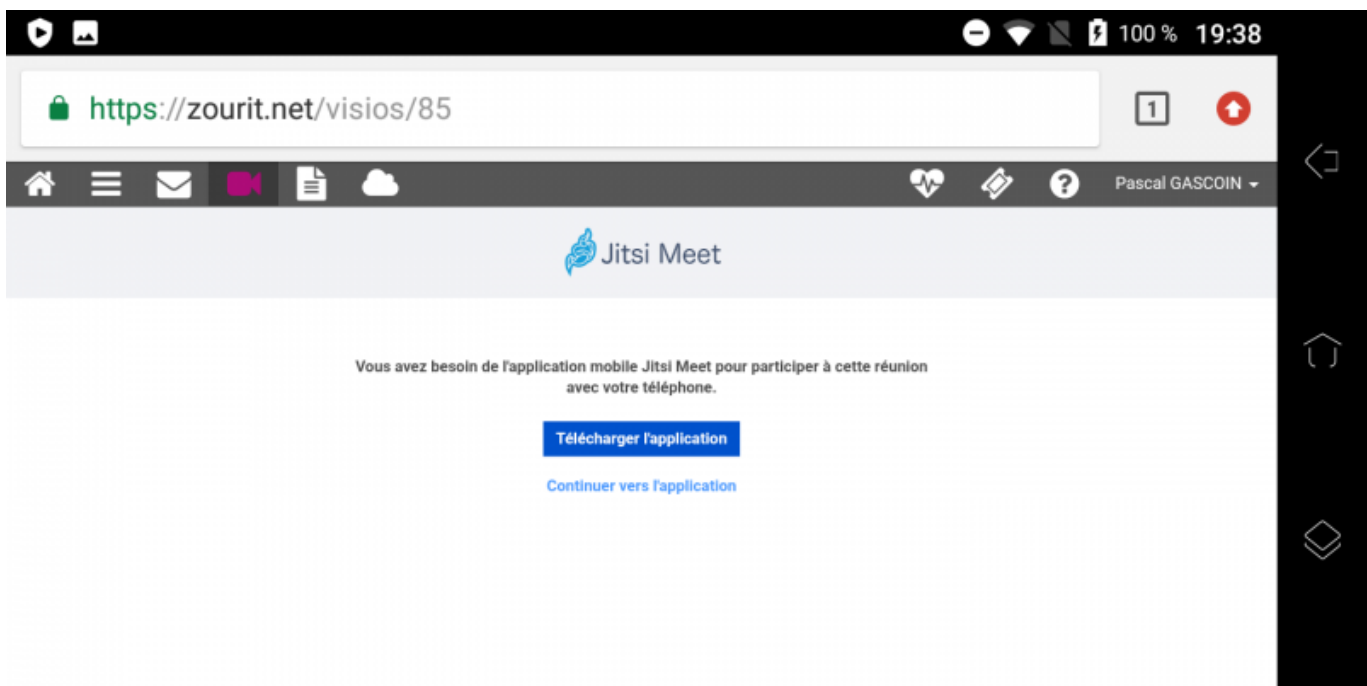 100 % 19:38
https://zourit.net/visios/85
1
Pascal GASCOIN
Jitsi Meet
Vous avez besoin de l'application mobile Jitsi Meet pour participer à cette réunion
avec votre téléphone.
Télécharger l'application
Continuer vers l'application